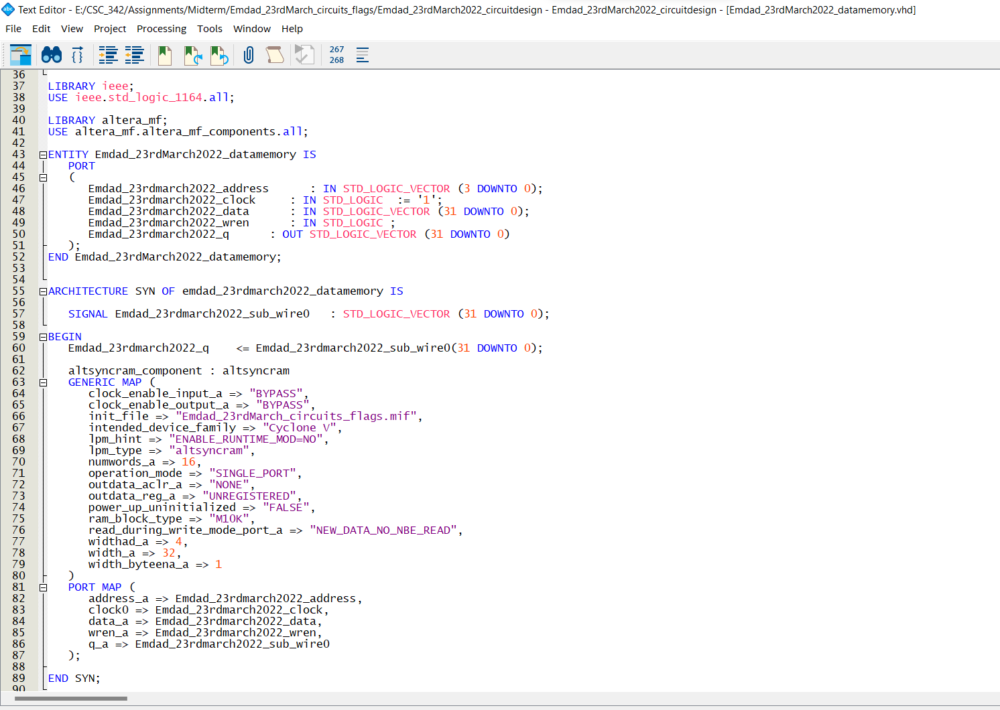 abc Text Editor - E:/CSC_342/Assignments/Midterm/Emdad_23rdMarch_circuits_flags/Emdad_23rdMarch2022_circuitdesign - Emdad_23rdMarch2022_circuitdesign - [Emdad_23rdMarch2022_datamemory.vhd]
File Edit View Project Processing Tools Window Help
267
268
36
37 LIBRARY ieee;
38 USE ieee.std_logic_1164.all;
39
40 LIBRARY altera_mf;
41 USE altera_mf.altera_mf_components.all;
42
43 ENTITY Emdad_23rdMarch2022_datamemory IS
44 PORT
45 (
46 Emdad_23rdmarch2022_address : IN STD_LOGIC_VECTOR (3 DOWNTO 0);
47 Emdad_23rdmarch2022_clock : IN STD_LOGIC := '1';
48 Emdad_23rdmarch2022_data : IN STD_LOGIC_VECTOR (31 DOWNTO 0);
49 Emdad_23rdmarch2022_wren : IN STD_LOGIC ;
50 Emdad_23rdmarch2022_q : OUT STD_LOGIC_VECTOR (31 DOWNTO 0)
51 );
52 END Emdad_23rdMarch2022_datamemory;
53
54
55 ARCHITECTURE SYN OF emdad_23rdmarch2022_datamemory IS
56
57 SIGNAL Emdad_23rdmarch2022_sub_wire0 : STD_LOGIC_VECTOR (31 DOWNTO 0);
58
59 BEGIN
60 Emdad_23rdmarch2022_q <= Emdad_23rdmarch2022_sub_wire0(31 DOWNTO 0);
61
62 altsyncram_component : altsyncram
63 GENERIC MAP (
64 clock_enable_input_a => "BYPASS",
65 clock_enable_output_a => "BYPASS",
66 init_file => "Emdad_23rdMarch_circuits_flags.mif",
67 intended_device_family => "Cyclone V",
68 lpm_hint => "ENABLE_RUNTIME_MOD=NO",
69 lpm_type => "altsyncram",
70 numwords_a => 16,
71 operation_mode => "SINGLE_PORT",
72 outdata_aclr_a => "NONE",
73 outdata_reg_a => "UNREGISTERED",
74 power_up_uninitialized => "FALSE",
75 ram_block_type => "M10K",
76 read_during_write_mode_port_a => "NEW_DATA_NO_NBE_READ",
77 widthad_a => 4,
78 width_a => 32,
79 width_byteena_a => 1
80 )
81 PORT MAP (
82 address_a => Emdad_23rdmarch2022_address,
83 clock0 => Emdad_23rdmarch2022_clock,
84 data_a => Emdad_23rdmarch2022_data,
85 wren_a => Emdad_23rdmarch2022_wren,
86 q_a => Emdad_23rdmarch2022_sub_wire0
87 );
88
89 END SYN;
90